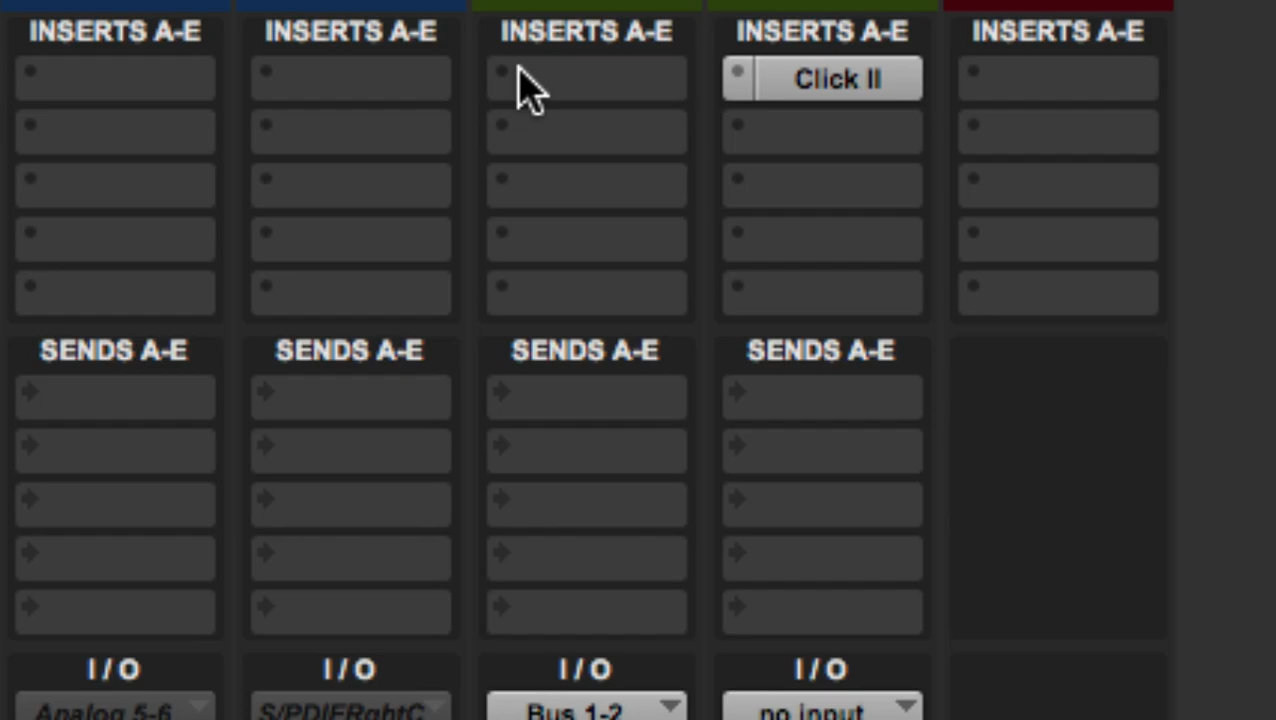 INSERTS A-E INSERTS A-E INSERTS A-E INSERTS A-E INSERTS A-E
Click II
SENDS A-E SENDS A-E SENDS A-E SENDS A-E
I / O I / O I / O I / O
Analog 5-6 S/PDIFRghtC Bus 1-2 no input